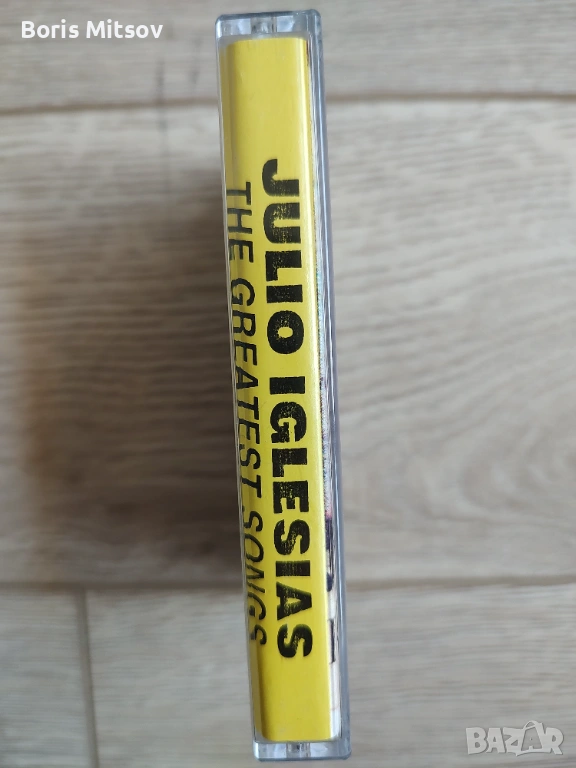 Boris Mitsov
JULIO IGLESIAS
THE GREATEST SONGS
BAZAR